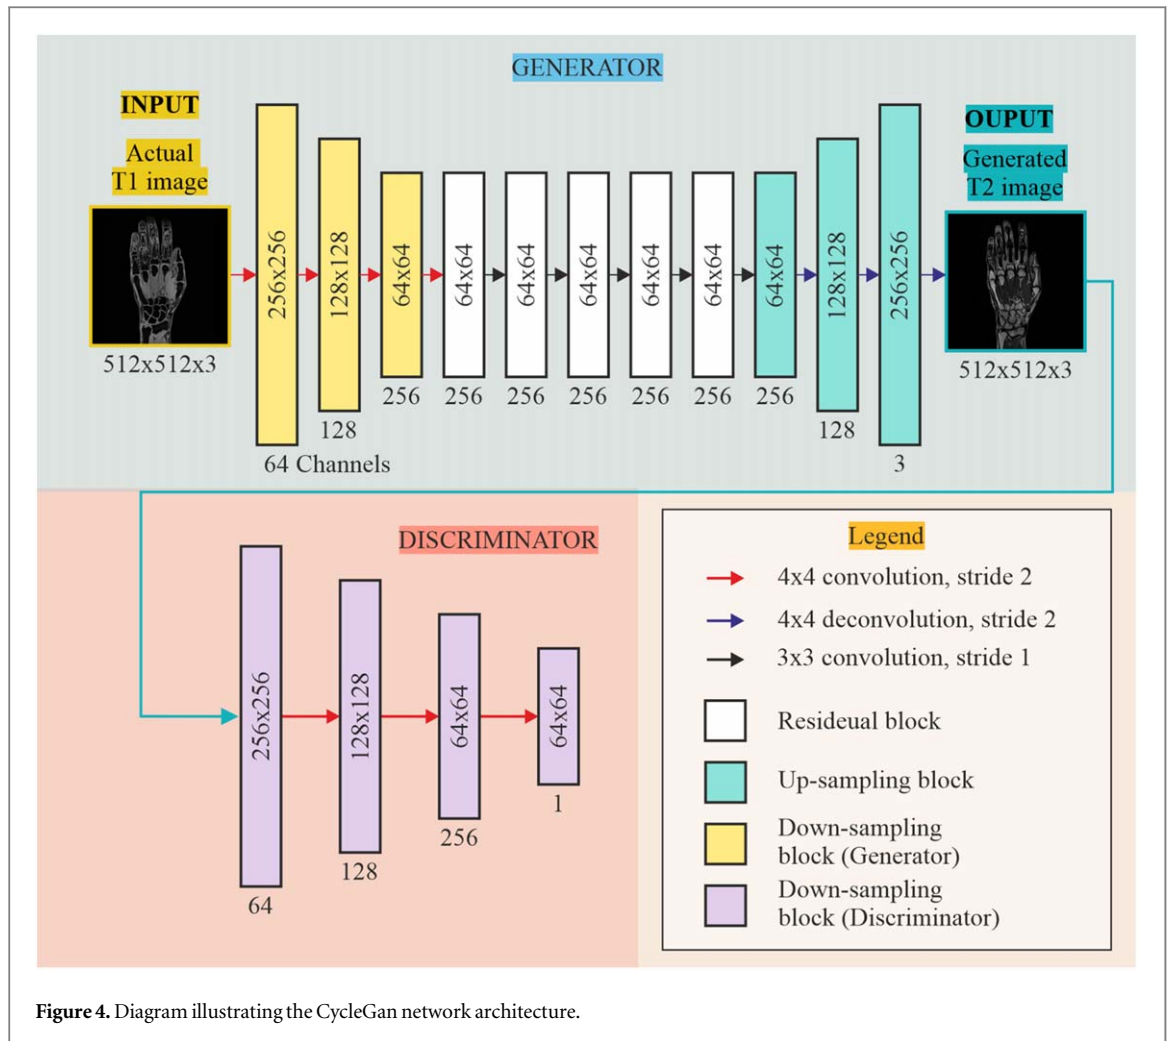 GENERATOR
INPUT
Actual
T1 image
512x512x3
256x256
64 Channels
128x128
128
64x64
256
64x64
256
64x64
256
64x64
256
64x64
256
64x64
256
64x64
256
128x128
128
256x256
3
OUPUT
Generated
T2 image
512x512x3
DISCRIMINATOR
256x256
64
128x128
128
64x64
256
64x64
1
Legend
4x4 convolution, stride 2
4x4 deconvolution, stride 2
3x3 convolution, stride 1
Resideual block
Up-sampling block
Down-sampling
block (Generator)
Down-sampling
block (Discriminator)
Figure 4. Diagram illustrating the CycleGan network architecture.